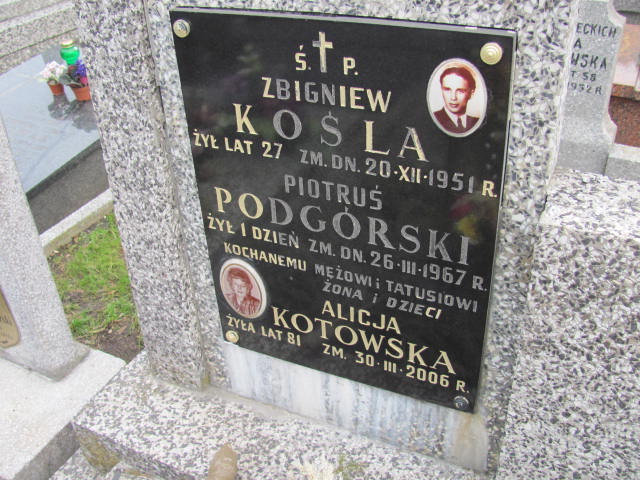 Ś. P.
ZBIGNIEW
KOSLA
ŻYŁ LAT 27 ZM. DN. 20-XII-1951 R.
PIOTRUŚ
PODGÓRSKI
ŻYŁ 1 DZIEŃ ZM. DN. 26-III-1967 R.
KOCHANEMU MĘŻOWI i TATUSIOWI
ŻONA i DZIECI
ALICJA
KOTOWSKA
ŻYŁA LAT 81 ZM. 30-III-2006 R.